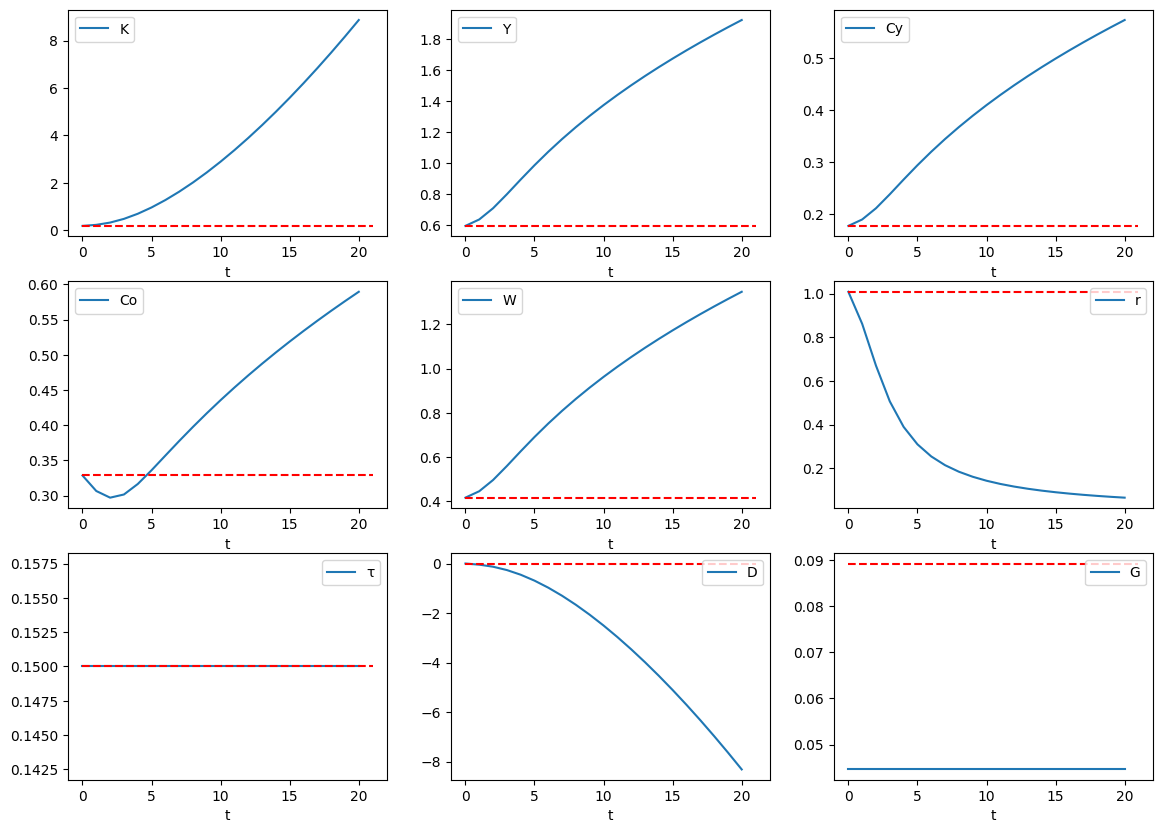 K
8
6
4
2
0
0 5 10 15 20
t
Y
1.8
1.6
1.4
1.2
1.0
0.8
0.6
0 5 10 15 20
t
Cy
0.5
0.4
0.3
0.2
0 5 10 15 20
t
Co
0.60
0.55
0.50
0.45
0.40
0.35
0.30
0 5 10 15 20
t
W
1.2
1.0
0.8
0.6
0.4
0 5 10 15 20
t
r
1.0
0.8
0.6
0.4
0.2
0 5 10 15 20
t
τ
0.1575
0.1550
0.1525
0.1500
0.1475
0.1450
0.1425
0 5 10 15 20
t
D
0
−2
−4
−6
−8
0 5 10 15 20
t
G
0.09
0.08
0.07
0.06
0.05
0 5 10 15 20
t